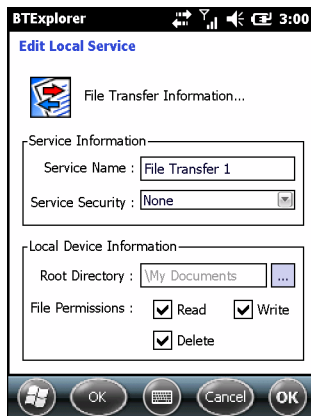 BTExplorer 3:00
Edit Local Service
File Transfer Information...
Service Information
Service Name : File Transfer 1
Service Security : None
Local Device Information
Root Directory : \My Documents ...
File Permissions : Read Write
Delete
OK Cancel OK